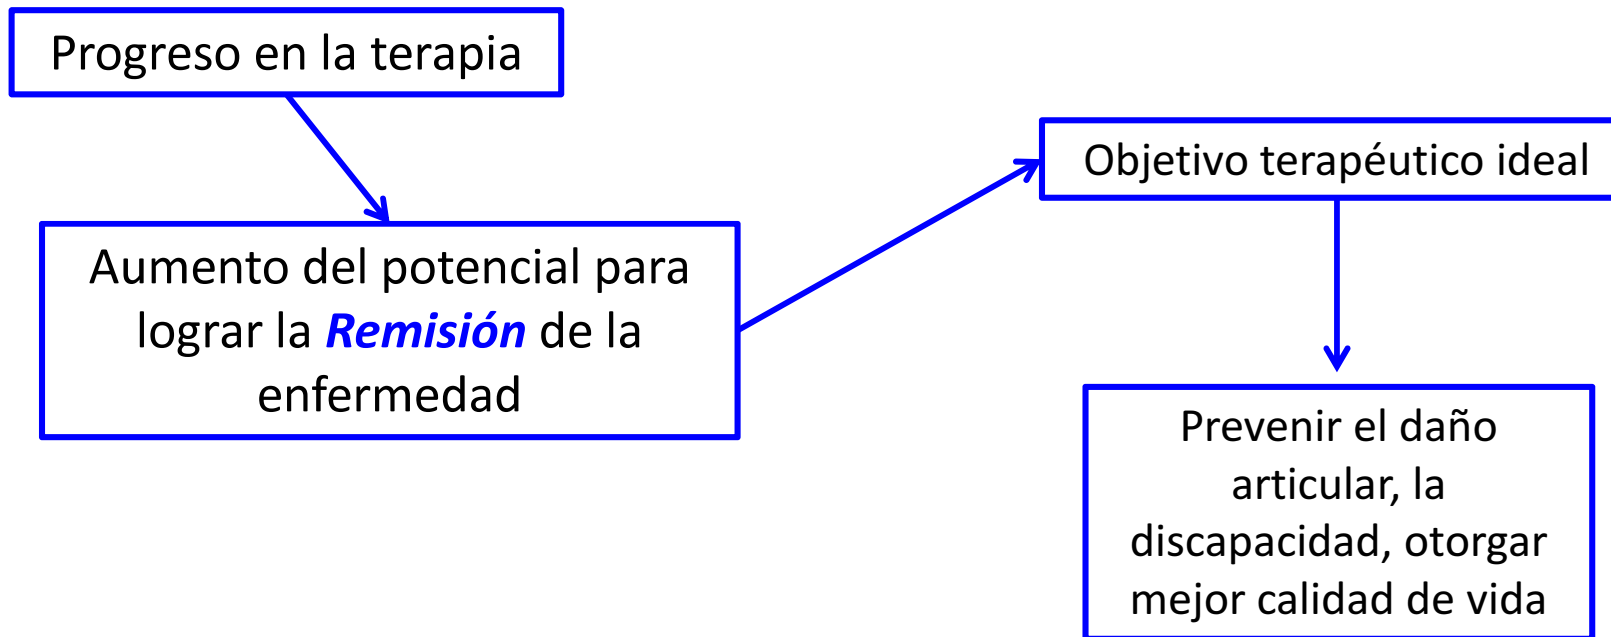 Progreso en la terapia
Aumento del potencial para
lograr la Remisión de la
enfermedad
Objetivo terapéutico ideal
Prevenir el daño
articular, la
discapacidad, otorgar
mejor calidad de vida